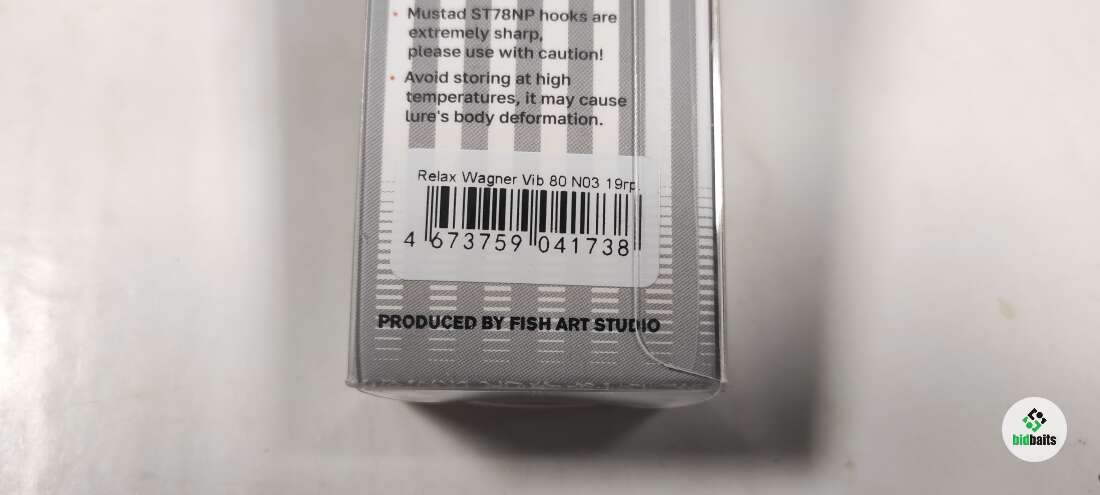 • Mustad ST78NP hooks are
extremely sharp,
please use with caution!
• Avoid storing at high
temperatures, it may cause
lure's body deformation.
Relax Wagner Vib 80 N03 19гр.
4 673759 041738
PRODUCED BY FISH ART STUDIO
bidbaits